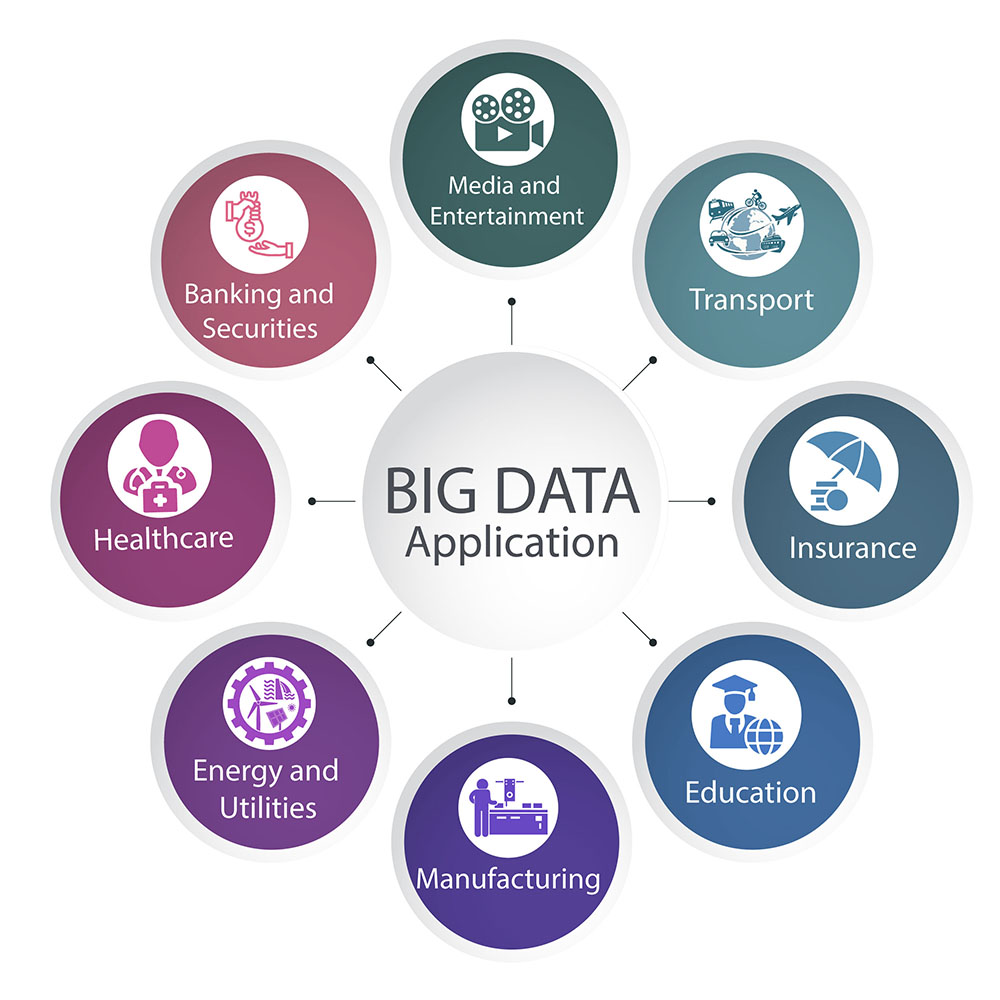 Media and
Entertainment
Transport
Insurance
Education
Manufacturing
Energy and
Utilities
Healthcare
Banking and
Securities
BIG DATA
Application
$